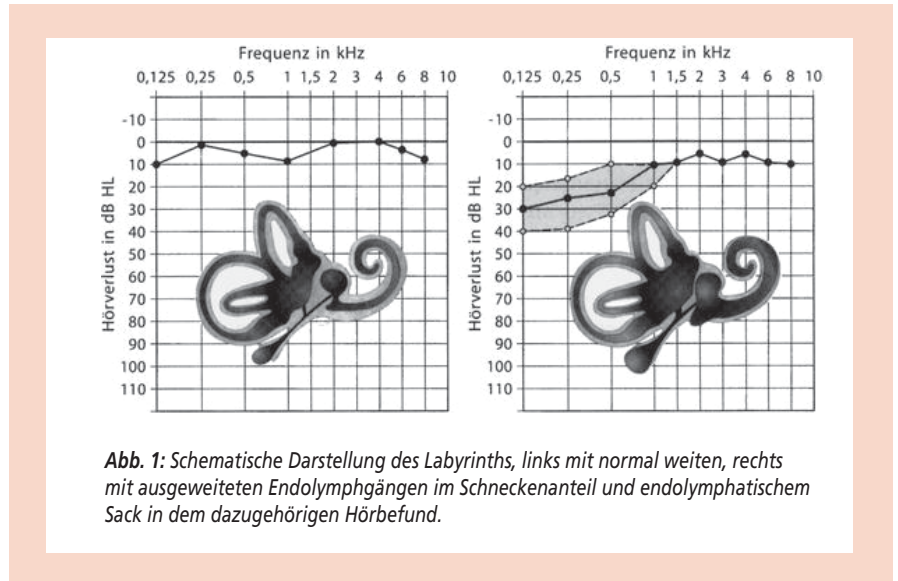 Frequenz in kHz
0,125 0,25 0,5 1 1,5 2 3 4 6 8 10
Hörverlust in dB HL
-10
0
10
20
30
40
50
60
70
80
90
100
110
Frequenz in kHz
0,125 0,25 0,5 1 1,5 2 3 4 6 8 10
Hörverlust in dB HL
-10
0
10
20
30
40
50
60
70
80
90
100
110
Abb. 1: Schematische Darstellung des Labyrinths, links mit normal weiten, rechts
mit ausgeweiteten Endolymphgängen im Schneckenanteil und endolymphatischem
Sack in dem dazugehörigen Hörbefund.